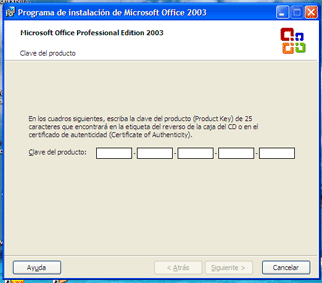 Programa de instalación de Microsoft Office 2003
Microsoft Office Professional Edition 2003
Clave del producto
En los cuadros siguientes, escriba la clave del producto (Product Key) de 25
caracteres que encontrará en la etiqueta del reverso de la caja del CD o en el
certificado de autenticidad (Certificate of Authenticity).
Clave del producto: - - - -
Ayuda < Atrás Siguiente > Cancelar